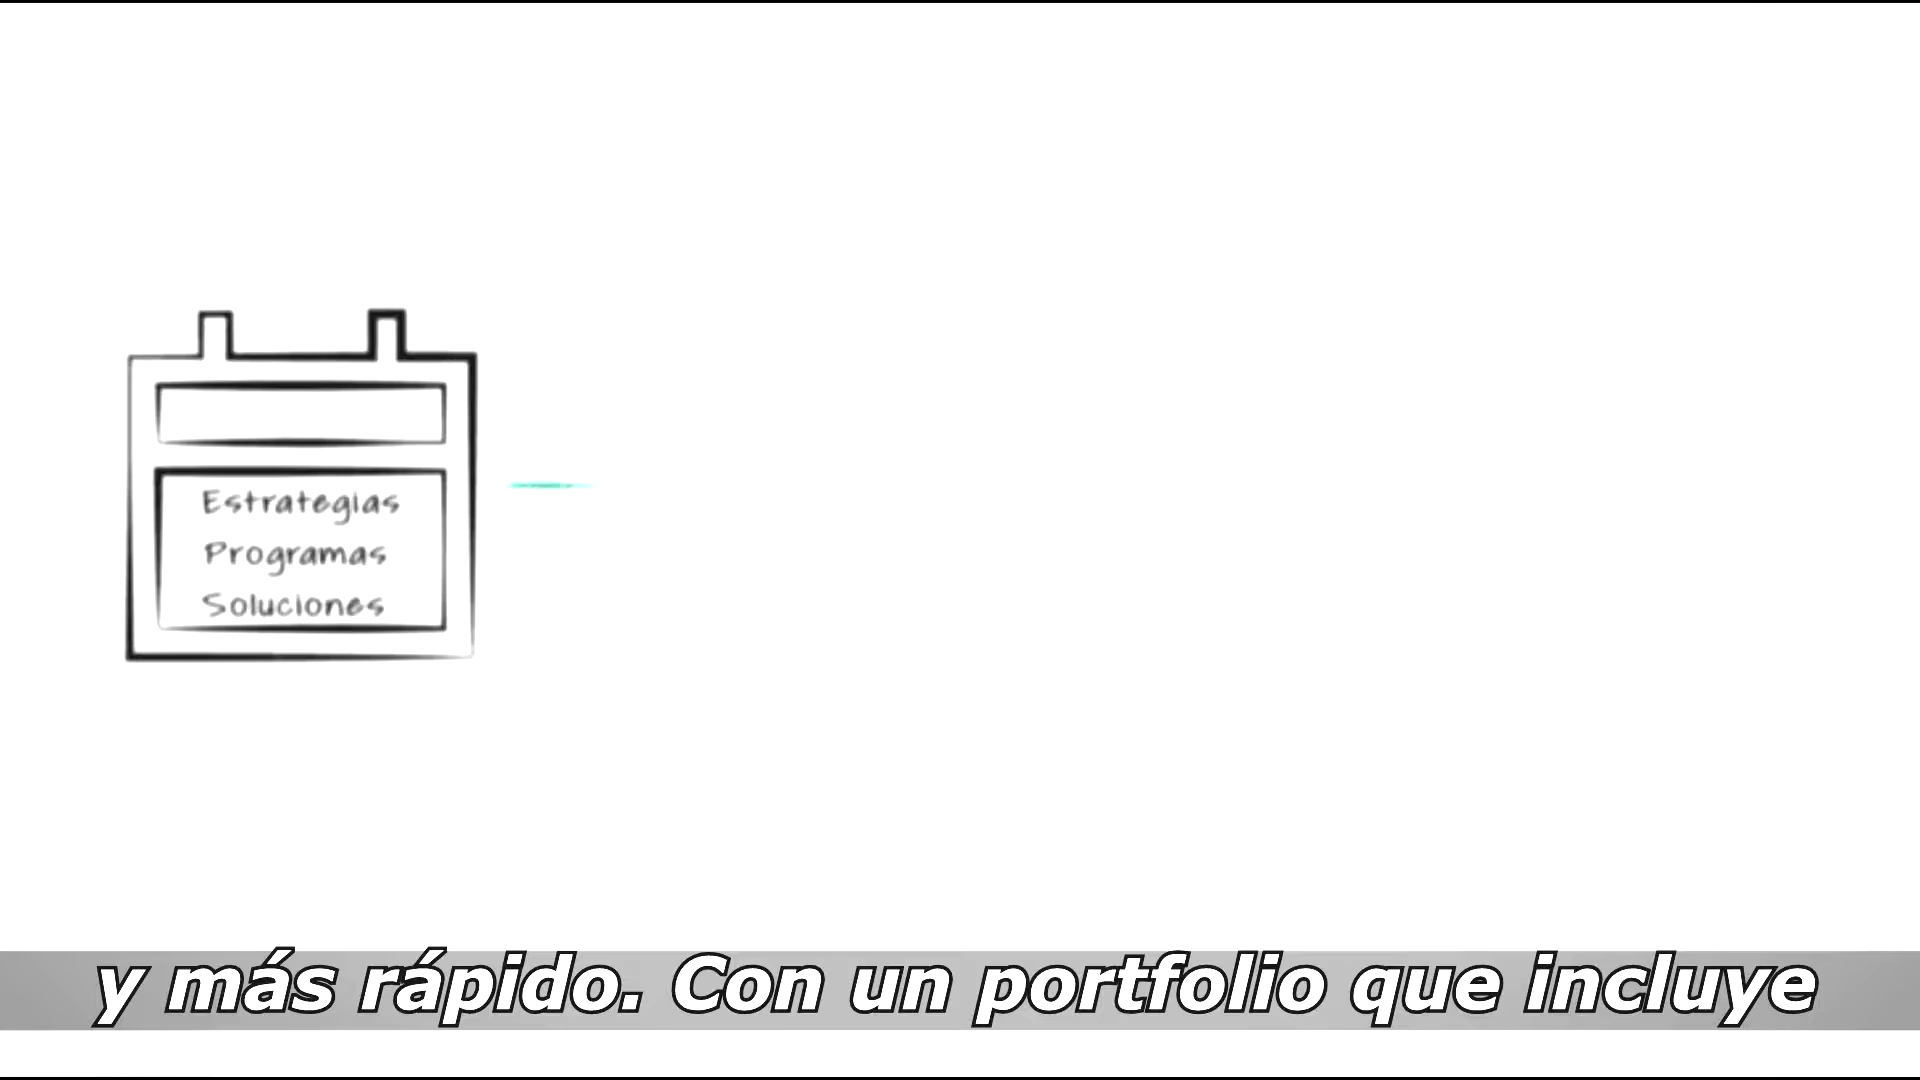 Estrategias
Programas
Soluciones
y más rápido. Con un portfolio que incluye